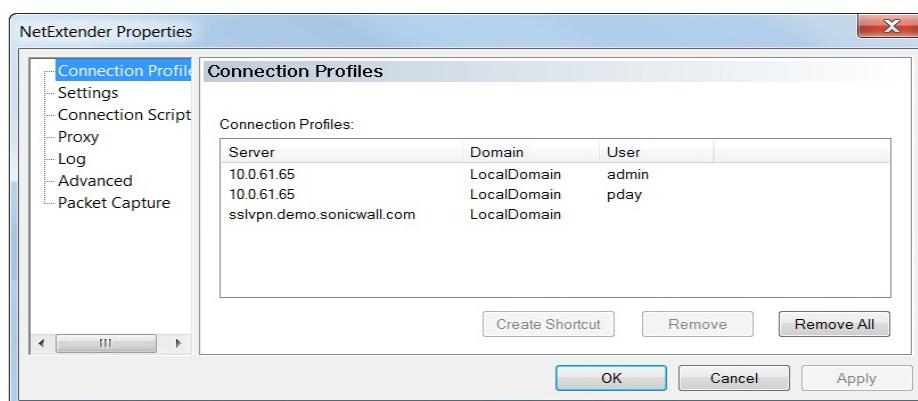 NetExtender Properties
Connection Profile
Settings
Connection Script
Proxy
Log
Advanced
Packet Capture
Connection Profiles
Connection Profiles:
Server Domain User
10.0.61.65 LocalDomain admin
10.0.61.65 LocalDomain pday
sslvpn.demo.sonicwall.com LocalDomain
Create Shortcut Remove Remove All
OK Cancel Apply